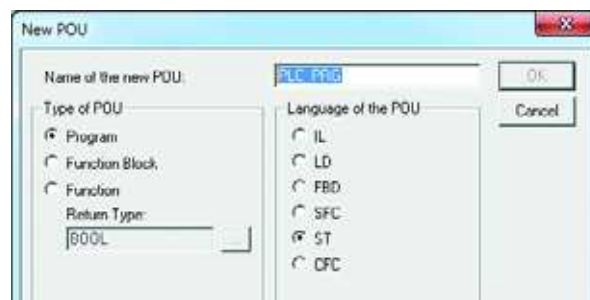 New POU
Name of the new POU:
PLC_PRG
OK
Cancel
Type of POU
Program
Function Block
Function
Return Type:
BOOL
...
Language of the POU
IL
LD
FBD
SFC
ST
CFC